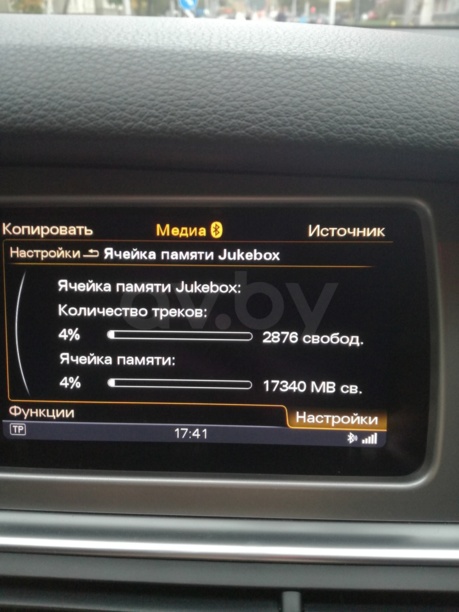 Копировать Медиа Источник
Настройки Ячейка памяти Jukebox
Ячейка памяти Jukebox:
Количество треков:
4% 2876 свобод.
Ячейка памяти:
4% 17340 MB св.
Функции Настройки
TP 17:41
av.by